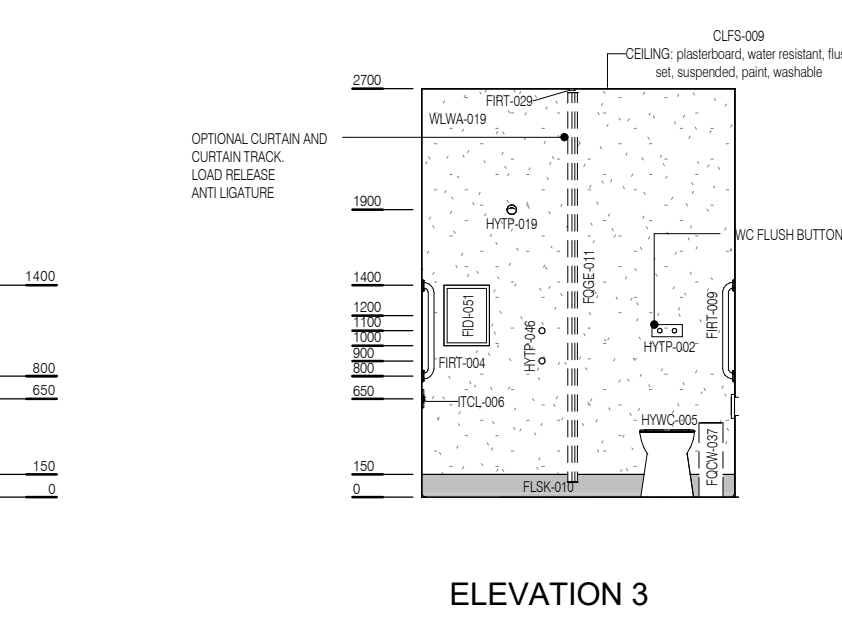 CLFS-009
CEILING: plasterboard, water resistant, flus
set, suspended, paint, washable
2700
FIRT-029
WLWA-019
OPTIONAL CURTAIN AND
CURTAIN TRACK.
LOAD RELEASE
ANTI LIGATURE
1900
HYTP-019
WC FLUSH BUTTON
FQGE-011
1400
1400
FIDI-051
FIRT-009
1200
1100
HYTP-046
1000
HYTP-002
900
FIRT-004
800
800
650
650
ITCL-006
HYWC-005
FQCW-037
150
150
FLSK-010
0
0
ELEVATION 3